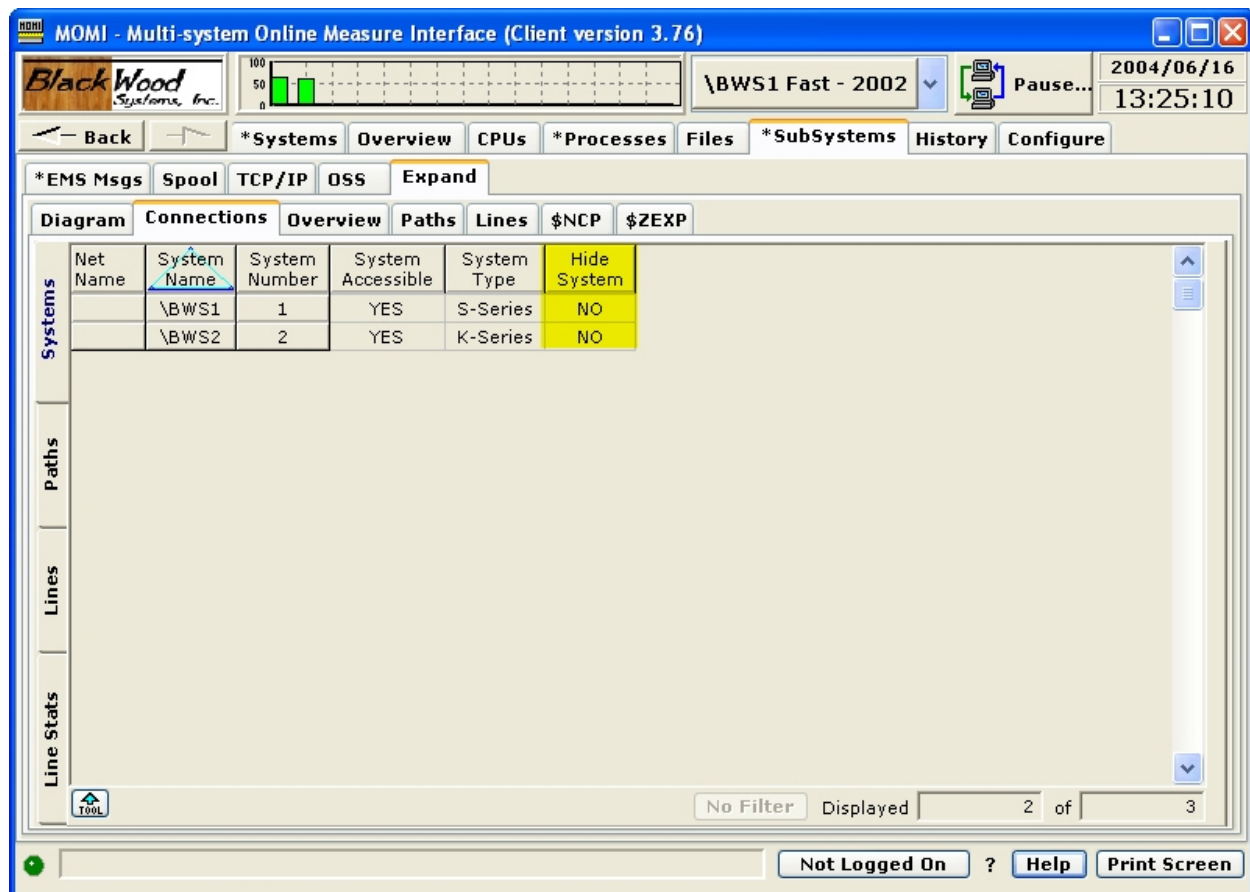 MOMI
MOMI - Multi-system Online Measure Interface (Client version 3.76)
BlackWood
Systems, Inc.
100
50
0
\BWS1 Fast - 2002
Pause...
2004/06/16
13:25:10
Back
*Systems Overview CPUs *Processes Files *SubSystems History Configure
*EMS Msgs Spool TCP/IP OSS Expand
Diagram Connections Overview Paths Lines $NCP $ZEXP
Systems
Paths
Lines
Line Stats
Net Name System Name System Number System Accessible System Type Hide System
\BWS1 1 YES S-Series NO
\BWS2 2 YES K-Series NO
TOOL
No Filter Displayed 2 of 3
Not Logged On ? Help Print Screen